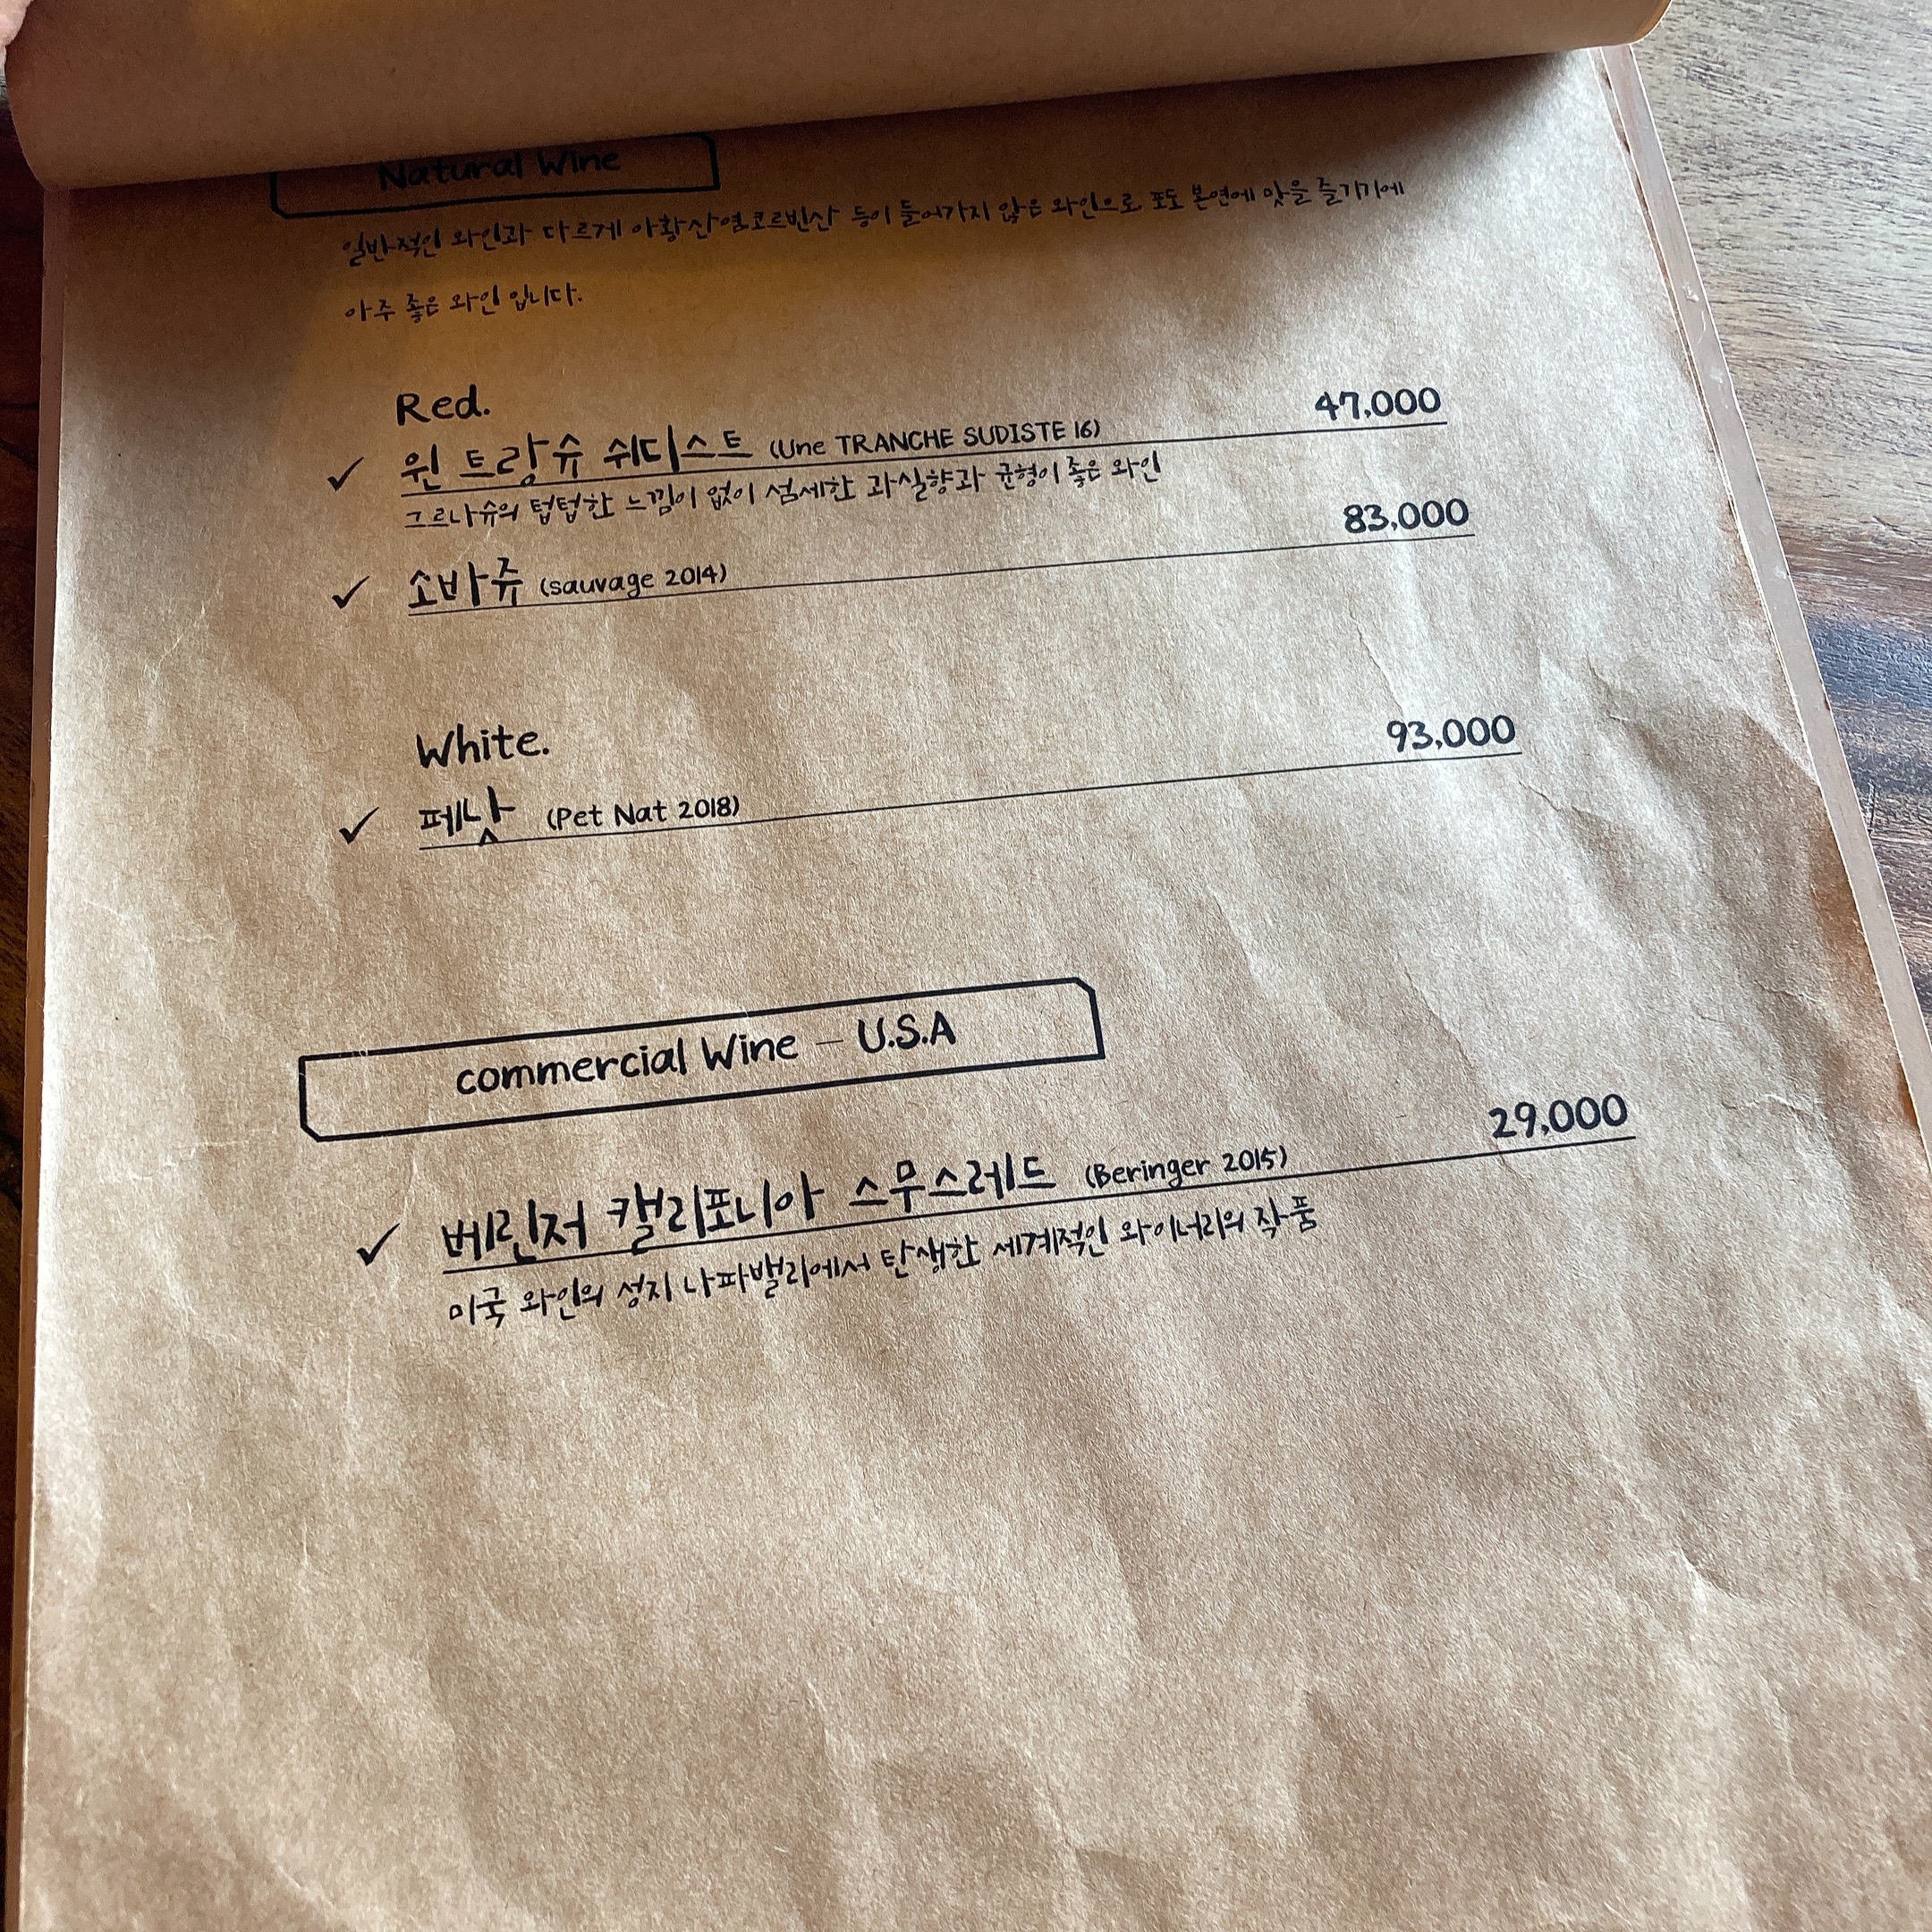 Natural Wine
일반적인 와인과 다르게 아황산염코르빈산 등이 들어가지 않은 와인으로, 포도 본연에 맛을 즐기기에
아주 좋은 와인 입니다.
Red.
✓ 윈 트랑슈 쉬디스트 (Une TRANCHE SUDISTE 16) 47,000
그르나슈의 텁텁한 느낌이 없이 섬세한 과실향과 균형이 좋은 와인
✓ 소바쥬 (sauvage 2014) 83,000
White.
✓ 페낫 (Pet Nat 2018) 93,000
commercial Wine – U.S.A
✓ 베린저 캘리포니아 스무스레드 (Beringer 2015) 29,000
미국 와인의 성지 나파밸리에서 탄생한 세계적인 와이너리의 작품